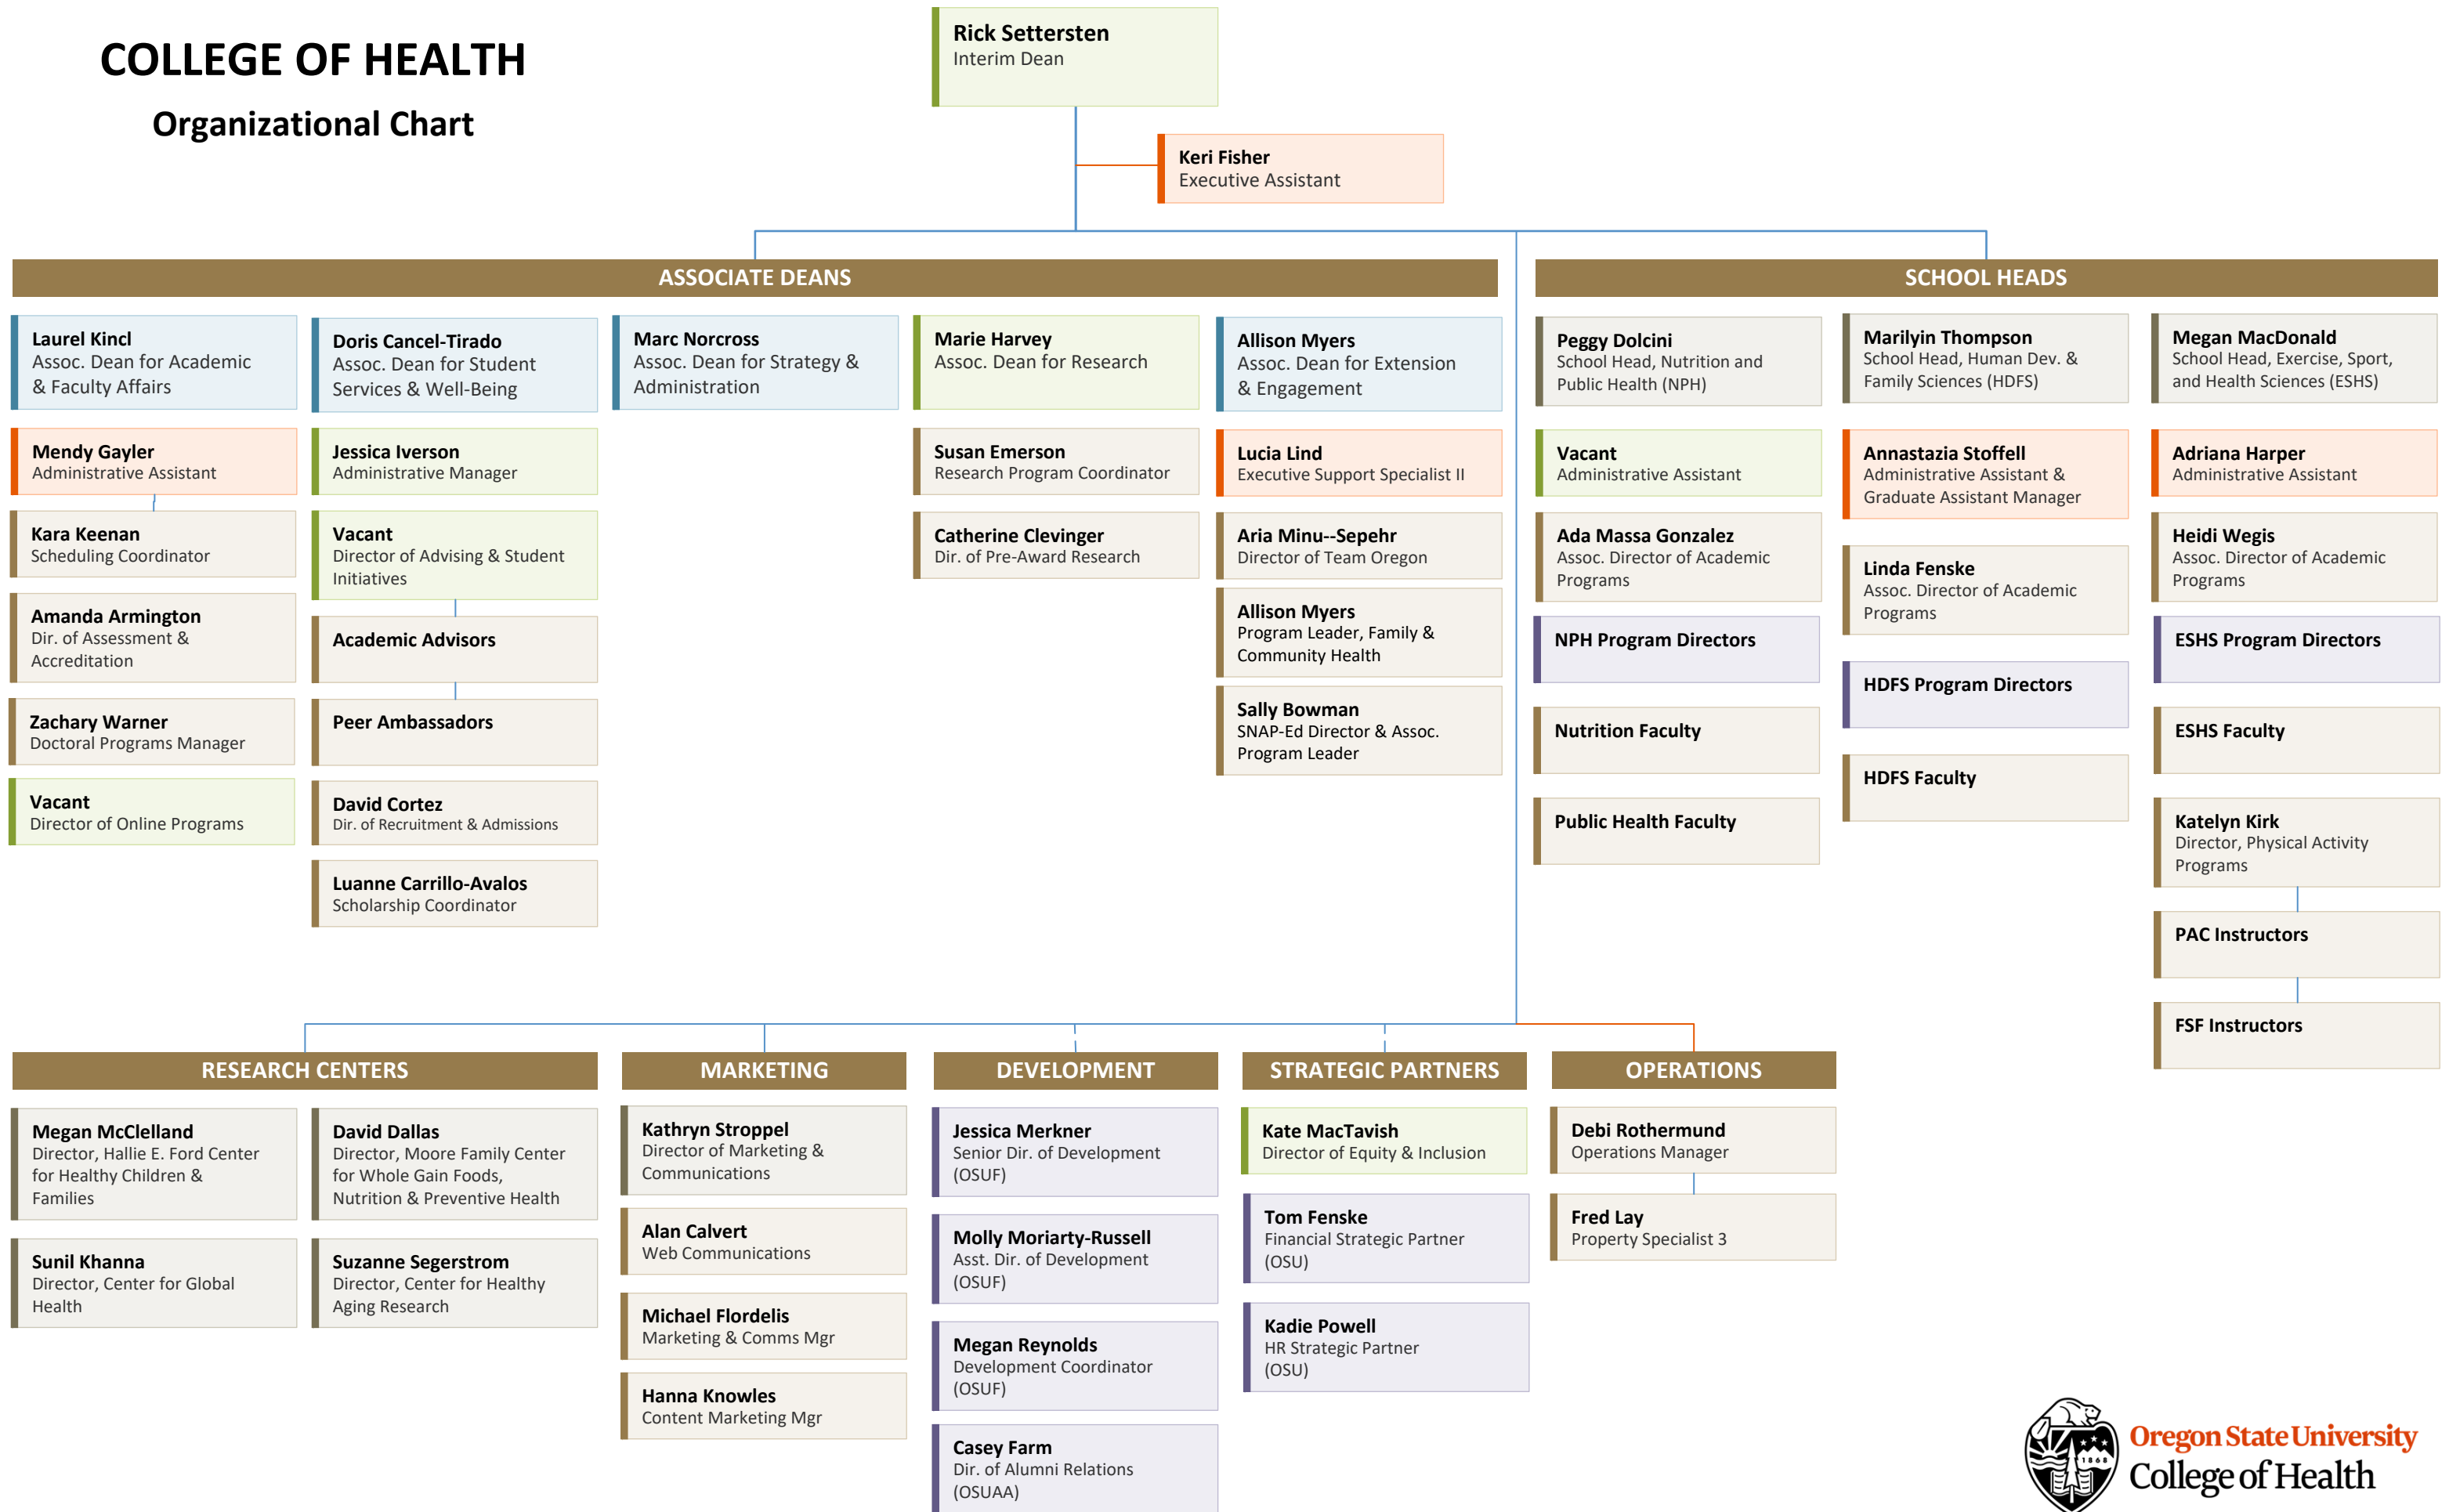 COLLEGE OF HEALTH
Organizational Chart
Rick Settersten
Interim Dean
Keri Fisher
Executive Assistant
ASSOCIATE DEANS
Laurel Kincl
Assoc. Dean for Academic
& Faculty Affairs
Mendy Gayler
Administrative Assistant
Kara Keenan
Scheduling Coordinator
Amanda Armington
Dir. of Assessment &
Accreditation
Zachary Warner
Doctoral Programs Manager
Vacant
Director of Online Programs
Doris Cancel-Tirado
Assoc. Dean for Student
Services & Well-Being
Jessica Iverson
Administrative Manager
Vacant
Director of Advising & Student
Initiatives
Academic Advisors
Peer Ambassadors
David Cortez
Dir. of Recruitment & Admissions
Luanne Carrillo-Avalos
Scholarship Coordinator
Marc Norcross
Assoc. Dean for Strategy &
Administration
Marie Harvey
Assoc. Dean for Research
Susan Emerson
Research Program Coordinator
Catherine Clevinger
Dir. of Pre-Award Research
Allison Myers
Assoc. Dean for Extension
& Engagement
Lucia Lind
Executive Support Specialist II
Aria Minu--Sepehr
Director of Team Oregon
Allison Myers
Program Leader, Family &
Community Health
Sally Bowman
SNAP-Ed Director & Assoc.
Program Leader
SCHOOL HEADS
Peggy Dolcini
School Head, Nutrition and
Public Health (NPH)
Vacant
Administrative Assistant
Ada Massa Gonzalez
Assoc. Director of Academic
Programs
NPH Program Directors
Nutrition Faculty
Public Health Faculty
Marilyin Thompson
School Head, Human Dev. &
Family Sciences (HDFS)
Annastazia Stoffell
Administrative Assistant &
Graduate Assistant Manager
Linda Fenske
Assoc. Director of Academic
Programs
HDFS Program Directors
HDFS Faculty
Megan MacDonald
School Head, Exercise, Sport,
and Health Sciences (ESHS)
Adriana Harper
Administrative Assistant
Heidi Wegis
Assoc. Director of Academic
Programs
ESHS Program Directors
ESHS Faculty
Katelyn Kirk
Director, Physical Activity
Programs
PAC Instructors
FSF Instructors
RESEARCH CENTERS
Megan McClelland
Director, Hallie E. Ford Center
for Healthy Children &
Families
David Dallas
Director, Moore Family Center
for Whole Gain Foods,
Nutrition & Preventive Health
Sunil Khanna
Director, Center for Global
Health
Suzanne Segerstrom
Director, Center for Healthy
Aging Research
MARKETING
Kathryn Stroppel
Director of Marketing &
Communications
Alan Calvert
Web Communications
Michael Flordelis
Marketing & Comms Mgr
Hanna Knowles
Content Marketing Mgr
DEVELOPMENT
Jessica Merkner
Senior Dir. of Development
(OSUF)
Molly Moriarty-Russell
Asst. Dir. of Development
(OSUF)
Megan Reynolds
Development Coordinator
(OSUF)
Casey Farm
Dir. of Alumni Relations
(OSUAA)
STRATEGIC PARTNERS
Kate MacTavish
Director of Equity & Inclusion
Tom Fenske
Financial Strategic Partner
(OSU)
Kadie Powell
HR Strategic Partner
(OSU)
OPERATIONS
Debi Rothermund
Operations Manager
Fred Lay
Property Specialist 3
1868
Oregon State University
College of Health